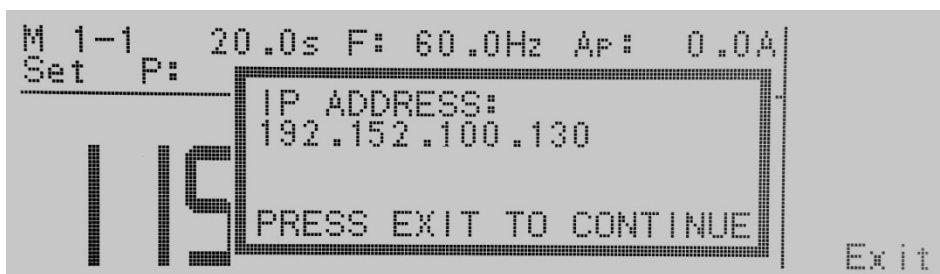 M 1-1 20.0s F: 60.0Hz Ap: 0.0A
Set P:
IP ADDRESS:
192.152.100.130
115
PRESS EXIT TO CONTINUE
Exit